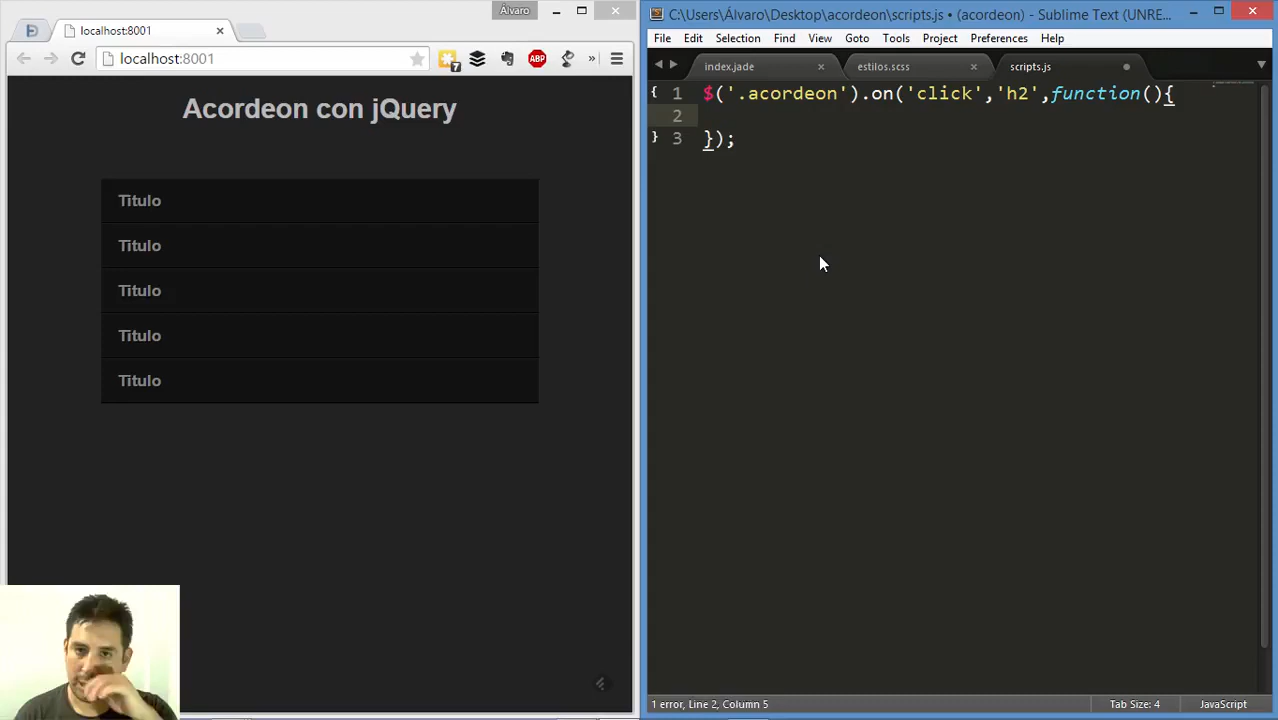 Álvaro
localhost:8001
localhost:8001
7
ABP
»
Acordeon con jQuery
Titulo
Titulo
Titulo
Titulo
Titulo
C:\Users\Álvaro\Desktop\acordeon\scripts.js • (acordeon) - Sublime Text (UNRE...
File Edit Selection Find View Goto Tools Project Preferences Help
index.jade estilos.scss scripts.js
{ 1 $('.acordeon').on('click','h2',function(){
2
} 3 });
1 error, Line 2, Column 5 Tab Size: 4 JavaScript